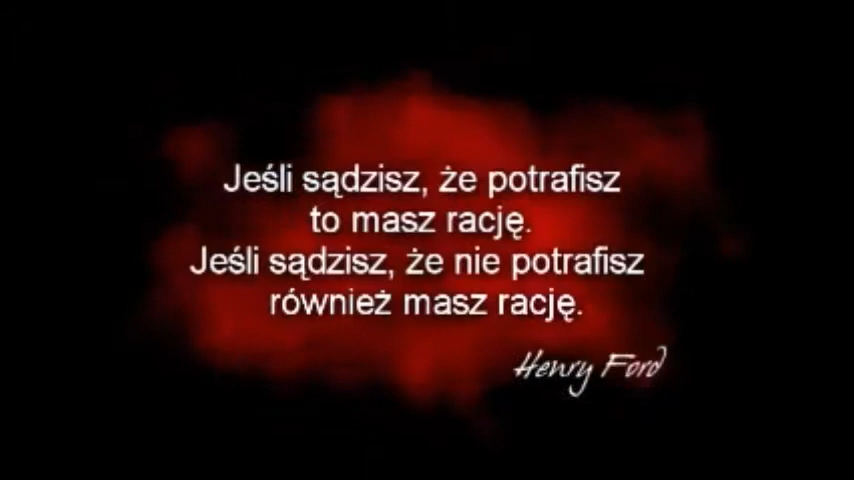 Jeśli sądzisz, że potrafisz
to masz rację.
Jeśli sądzisz, że nie potrafisz
również masz rację.
Henry Ford